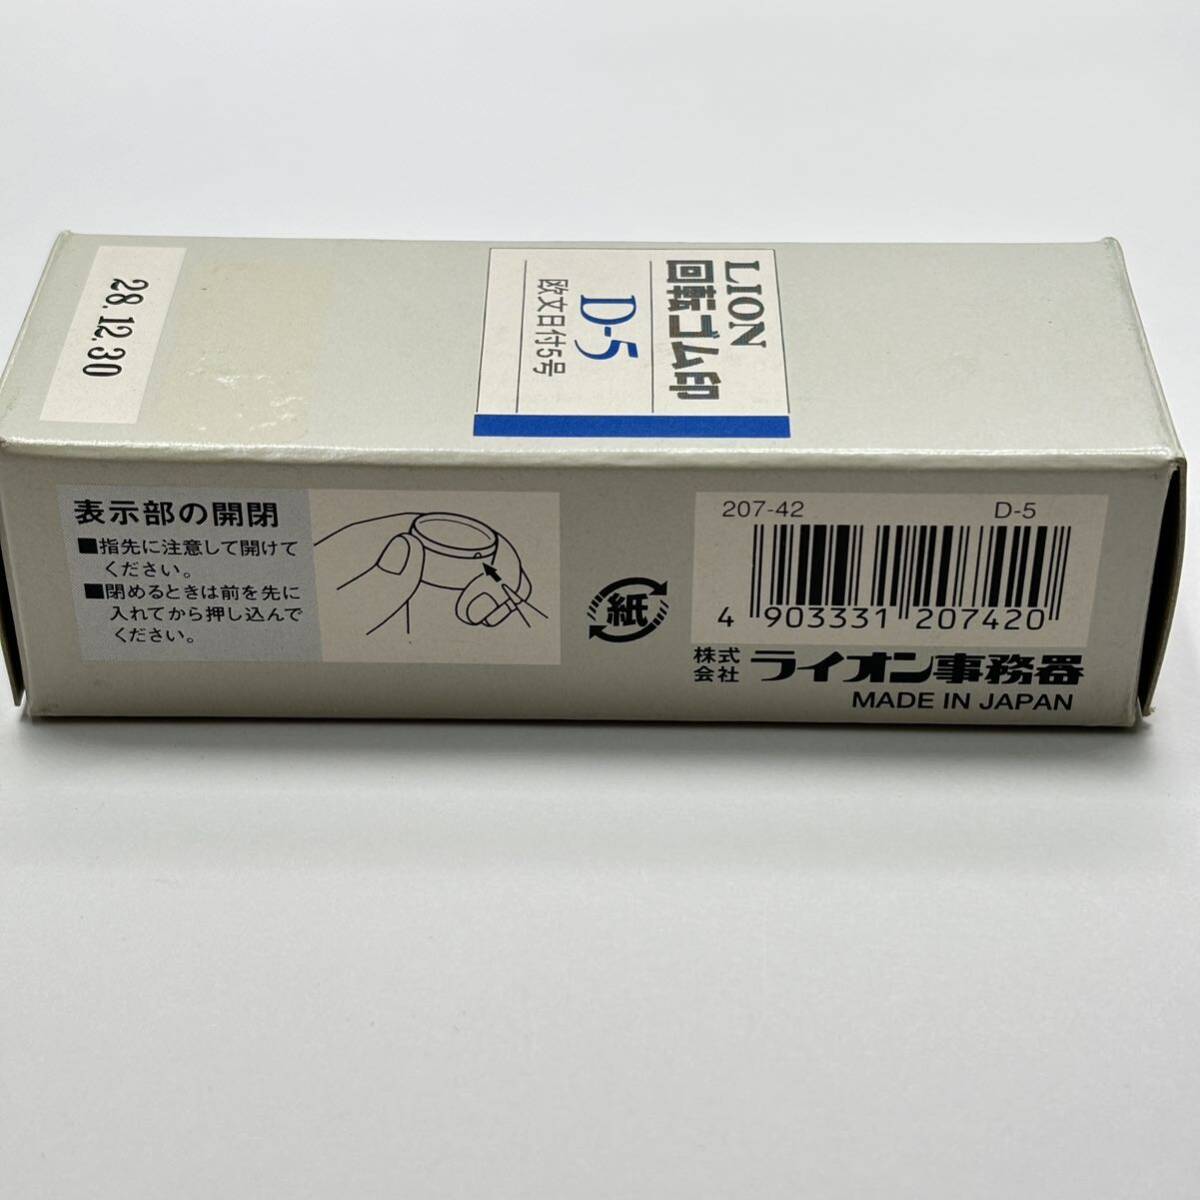 28.12.30
LION
回転ゴム印
D-5
欧文日付5号
表示部の開閉
■指先に注意して開けて
ください。
■閉めるときは前を先に
入れてから押し込んで
ください。
紙
207-42 D-5
4 903331 207420
株式会社 ライオン事務器
MADE IN JAPAN